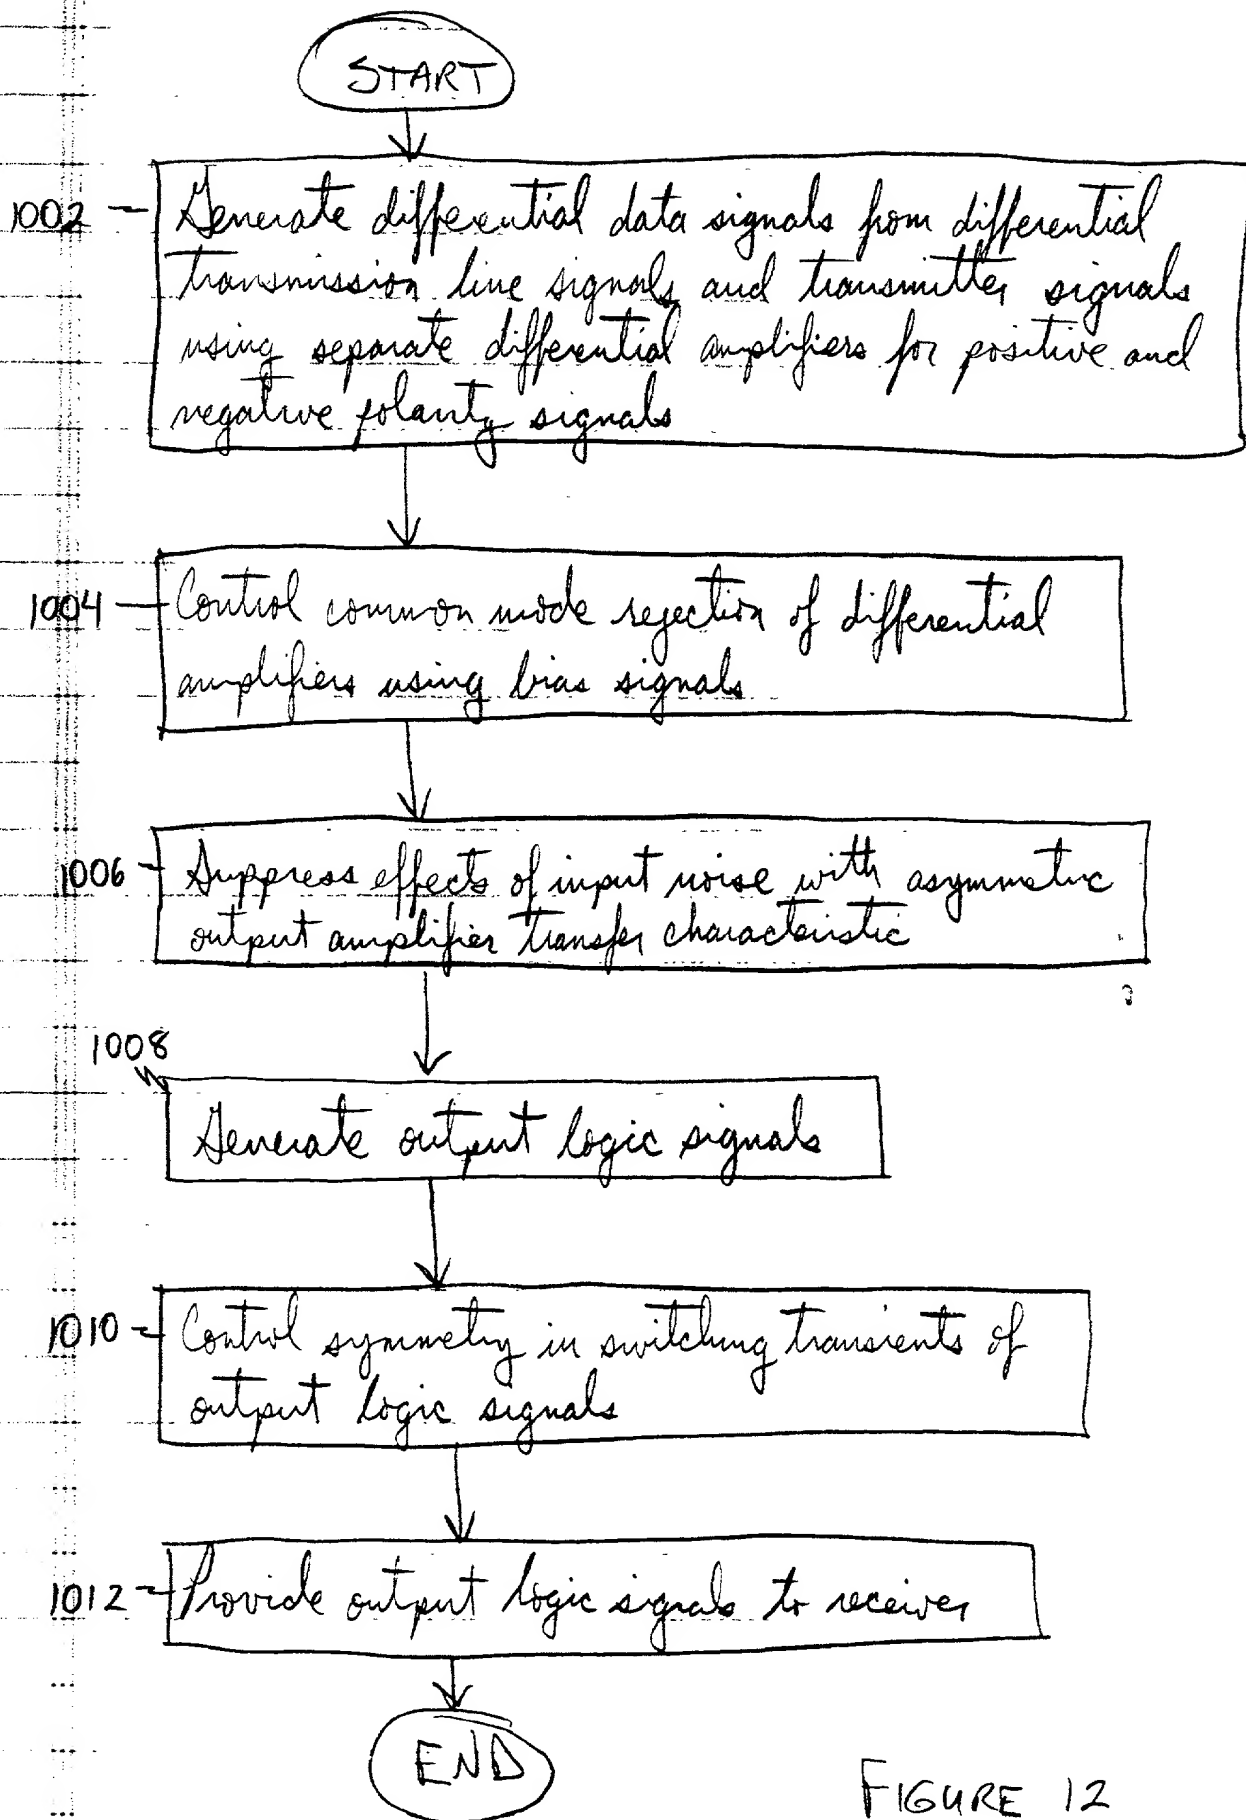 START
1002
Generate differential data signals from differential
transmission line signals and transmitter signals
using separate differential amplifiers for positive and
negative polarity signals
1004
Control common mode rejection of differential
amplifiers using bias signals
1006
Suppress effects of input noise with asymmetric
output amplifier transfer characteristic
1008
Generate output logic signals
1010
Control symmetry in switching transients of
output logic signals
1012
Provide output logic signals to receiver
END
FIGURE 12